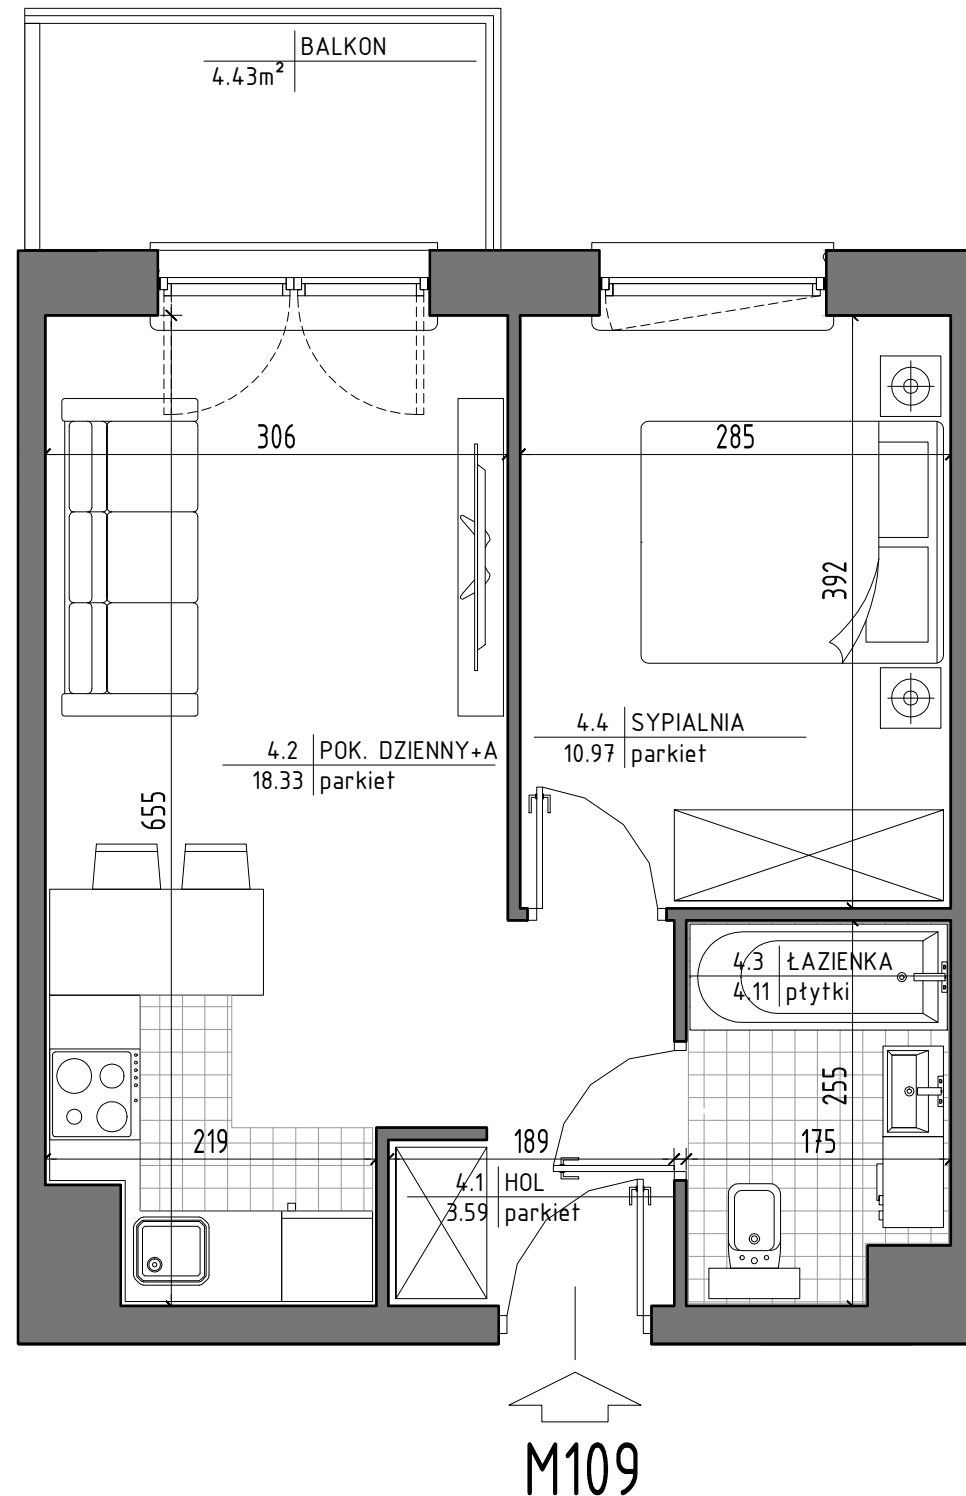 BALKON
4.43m²
306
285
392
4.4 SYPIALNIA
10.97 parkiet
4.2 POK. DZIENNY+A
18.33 parkiet
655
4.3 ŁAZIENKA
4.11 płytki
255
219
189
175
4.1 HOL
3.59 parkiet
M109